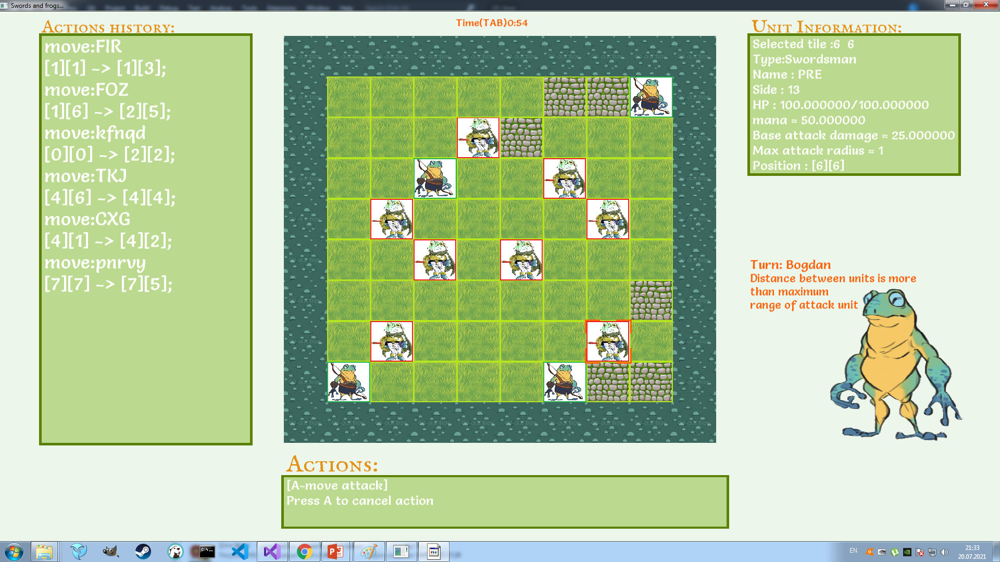 Swords and frogs...
Actions history:
move:FIR
[1][1] -> [1][3];
move:FOZ
[1][6] -> [2][5];
move:kfnqd
[0][0] -> [2][2];
move:TKJ
[4][6] -> [4][4];
move:CXG
[4][1] -> [4][2];
move:pnrvy
[7][7] -> [7][5];
Time(TAB)0:54
Unit Information:
Selected tile :6  6
Type:Swordsman
Name : PRE
Side : 13
HP : 100.000000/100.000000
mana = 50.000000
Base attack damage = 25.000000
Max attack radius = 1
Position : [6][6]
Turn: Bogdan
Distance between units is more
than maximum
range of attack unit
Actions:
[A-move attack]
Press A to cancel action
EN
21:33
20.07.2021